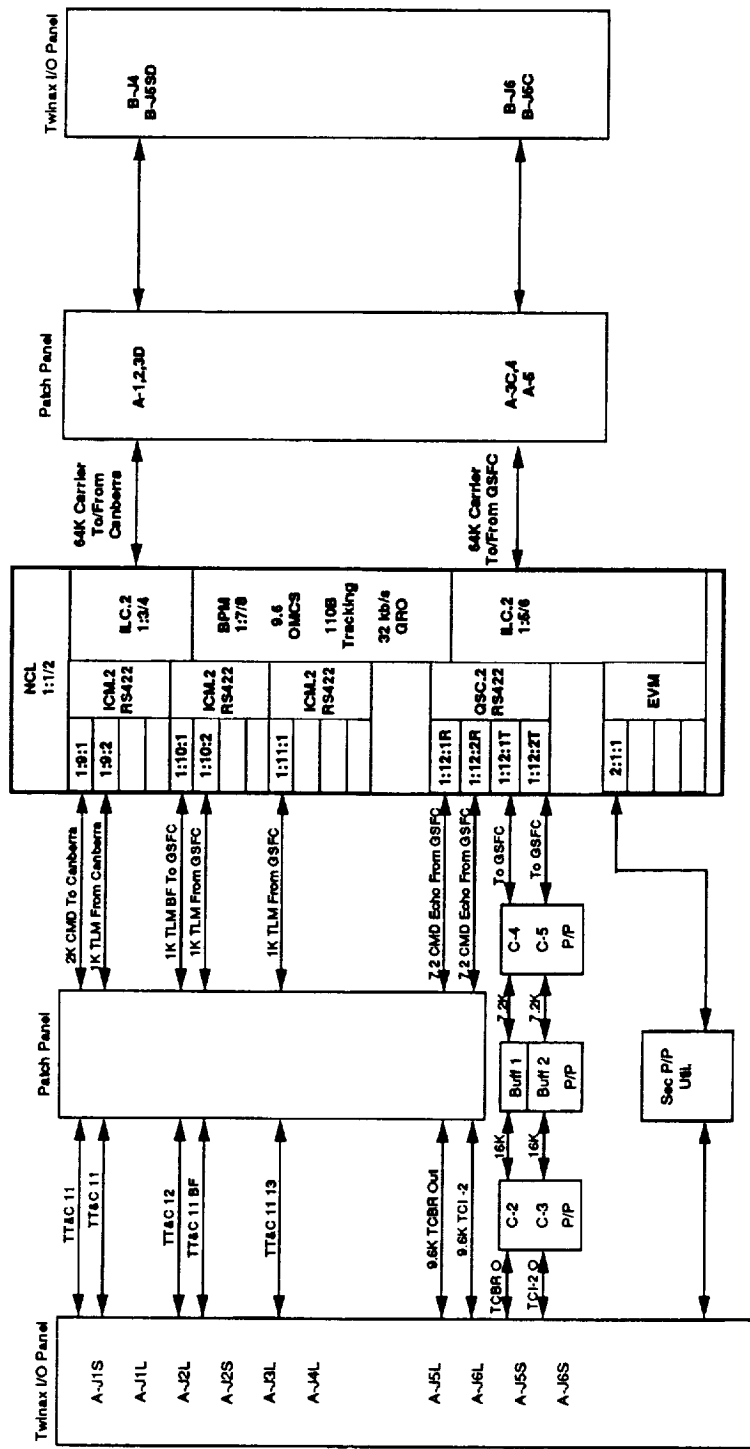 Twinax I/O Panel
A-J1S
A-J1L
A-J2L
A-J2S
A-J3L
A-J4L
A-J5L
A-J6L
A-J5S
A-J6S
TT&C 11
TT&C 11
TT&C 12
TT&C 11 BF
TT&C 11 13
9.6K TCBR Out
9.6K TCI -2
TCBR O
TCI-2 O
C-2
C-3
P/P
16K
16K
Patch Panel
Buff 1
Buff 2
P/P
7.2K
7.2K
C-4
C-5
P/P
Sec P/P
Util.
2K CMD To Canberra
1K TLM From Canberra
1K TLM BF To GSFC
1K TLM From GSFC
1K TLM From GSFC
7.2 CMD Echo From GSFC
7.2 CMD Echo From GSFC
To GSFC
To GSFC
NCL
1:1/2
1:9:1
1:9:2
1:10:1
1:10:2
1:11:1
1:12:1R
1:12:2R
1:12:1T
1:12:2T
2:1:1
ICM.2
RS422
ICM.2
RS422
ICM.2
RS422
QSC.2
RS422
EVM
ILC.2
1:3/4
BPM
1:7/8
9.6
OMCS
110B
Tracking
32 kb/s
GRO
ILC.2
1:5/6
64K Carrier
To/From
Canberra
64K Carrier
To/From GSFC
Patch Panel
A-1,2,3D
A-3C,4
A-5
Twinax I/O Panel
B-J4
B-J5SD
B-J6
B-J5C